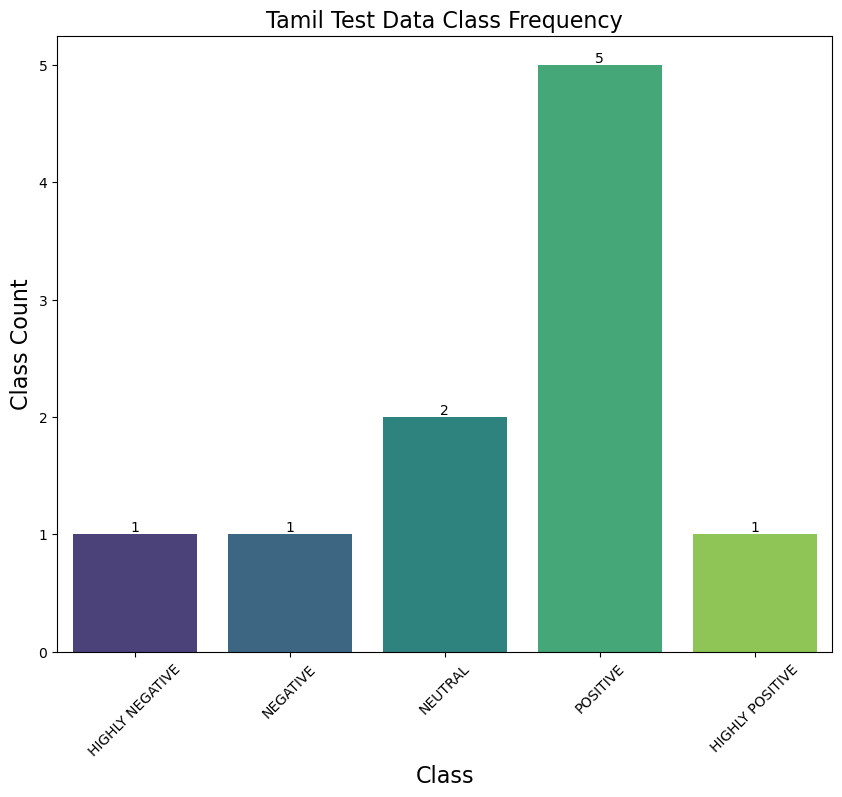 Tamil Test Data Class Frequency
Class Count
5
4
3
2
1
0
1
1
2
5
1
HIGHLY NEGATIVE
NEGATIVE
NEUTRAL
POSITIVE
HIGHLY POSITIVE
Class